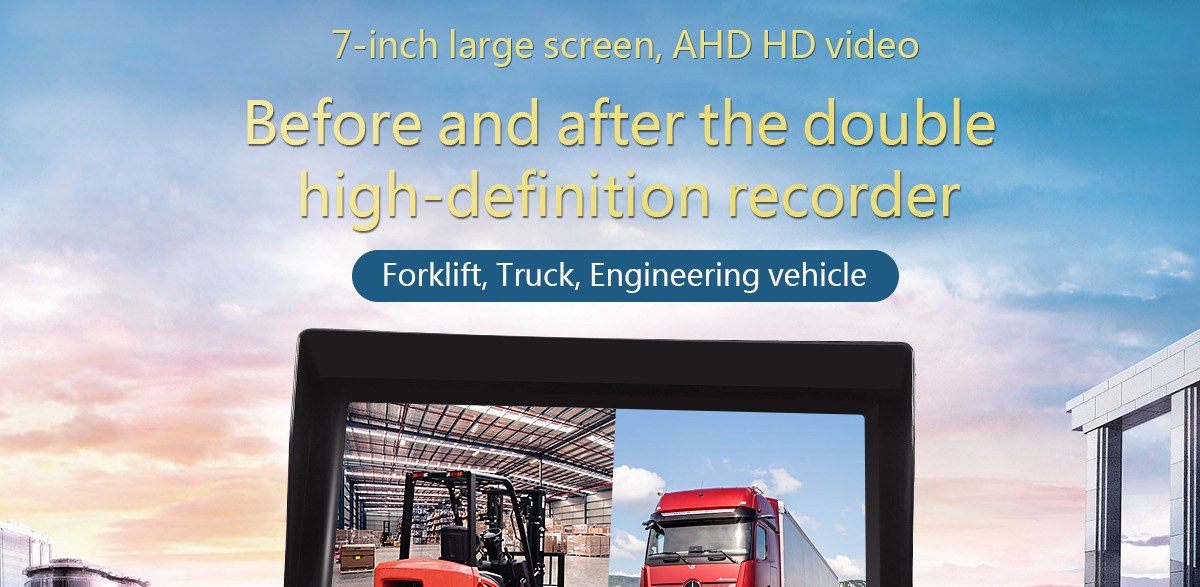 7-inch large screen, AHD HD video
Before and after the double
high-definition recorder
Forklift, Truck, Engineering vehicle